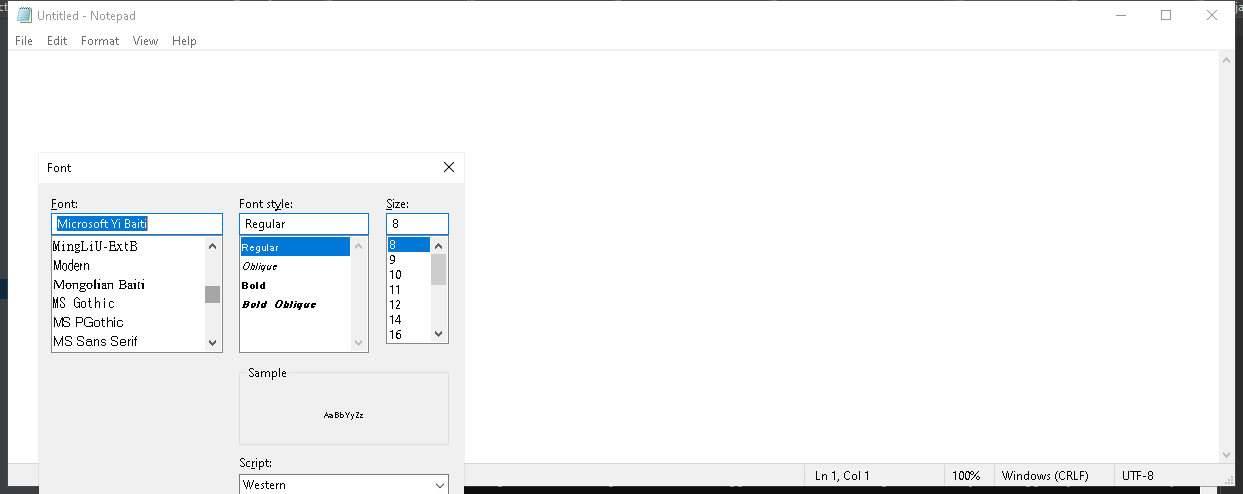 Untitled - Notepad
File Edit Format View Help
Font
Font: Font style: Size:
Microsoft Yi Baiti Regular 8
MingLiU-ExtB Regular 8
Modern Oblique 9
Mongolian Baiti Bold 10
MS Gothic Bold Oblique 11
MS PGothic 12
MS Sans Serif 14
16
Sample
AaBbYyZz
Script:
Western
Ln 1, Col 1 100% Windows (CRLF) UTF-8